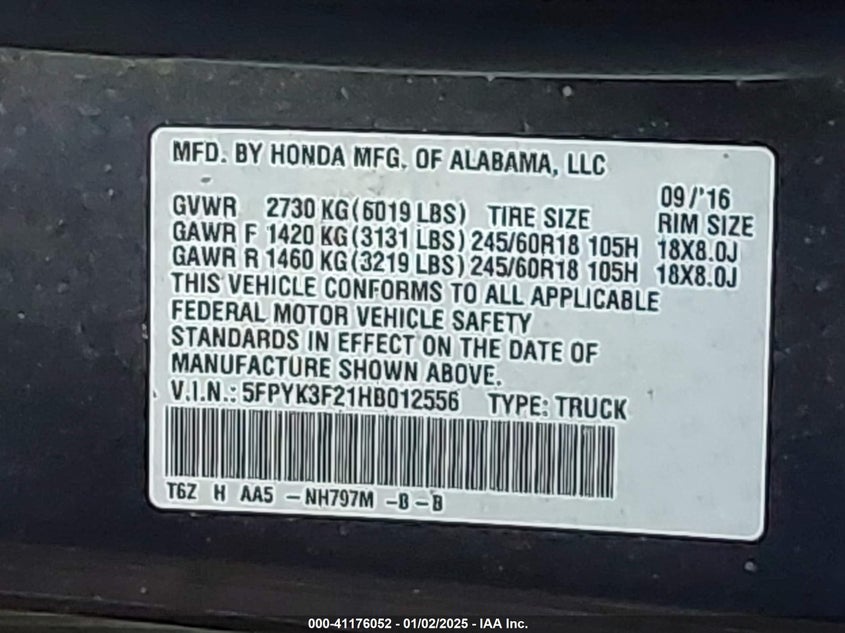 MFD. BY HONDA MFG. OF ALABAMA, LLC
09/'16
GVWR 2730 KG(6019 LBS) TIRE SIZE RIM SIZE
GAWR F 1420 KG(3131 LBS) 245/60R18 105H 18X8.0J
GAWR R 1460 KG(3219 LBS) 245/60R18 105H 18X8.0J
THIS VEHICLE CONFORMS TO ALL APPLICABLE
FEDERAL MOTOR VEHICLE SAFETY
STANDARDS IN EFFECT ON THE DATE OF
MANUFACTURE SHOWN ABOVE.
V.I.N.: 5FPYK3F21HB012556 TYPE: TRUCK
T6Z H AA5 -NH797M -B-B
000-41176052 - 01/02/2025 - IAA Inc.